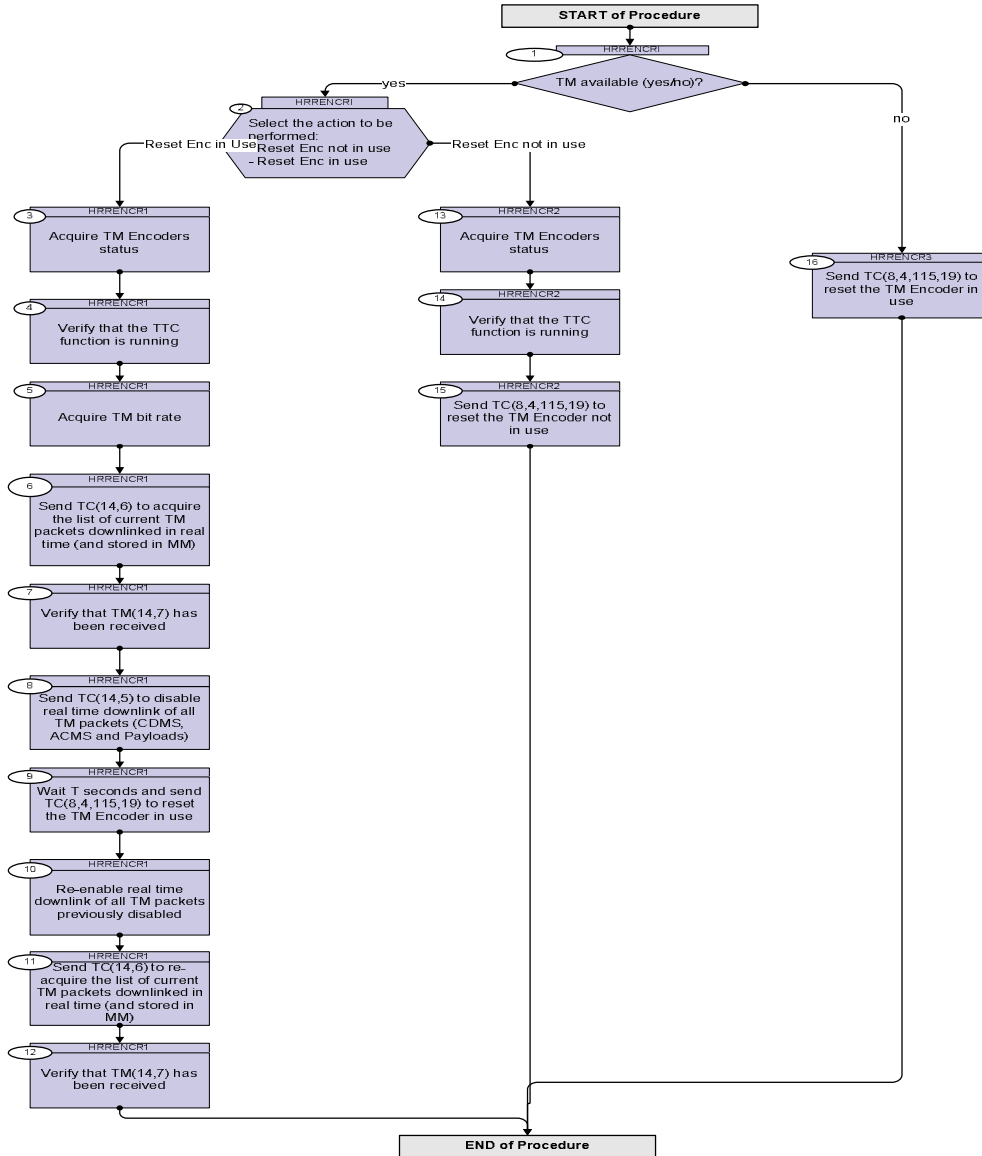 START of Procedure
1
HRRENCRI
TM available (yes/no)?
yes
no
2
HRRENCRI
Select the action to be
performed:
- Reset Enc not in use
- Reset Enc in use
Reset Enc in Use
Reset Enc not in use
3
HRRENCR1
Acquire TM Encoders
status
4
HRRENCR1
Verify that the TTC
function is running
5
HRRENCR1
Acquire TM bit rate
6
HRRENCR1
Send TC(14,6) to acquire
the list of current TM
packets downlinked in real
time (and stored in MM)
7
HRRENCR1
Verify that TM(14,7) has
been received
8
HRRENCR1
Send TC(14,5) to disable
real time downlink of all
TM packets (CDMS,
ACMS and Payloads)
9
HRRENCR1
Wait T seconds and send
TC(8,4,115,19) to reset
the TM Encoder in use
10
HRRENCR1
Re-enable real time
downlink of all TM packets
previously disabled
11
HRRENCR1
Send TC(14,6) to re-
acquire the list of current
TM packets downlinked in
real time (and stored in
MM)
12
HRRENCR1
Verify that TM(14,7) has
been received
13
HRRENCR2
Acquire TM Encoders
status
14
HRRENCR2
Verify that the TTC
function is running
15
HRRENCR2
Send TC(8,4,115,19) to
reset the TM Encoder not
in use
16
HRRENCR3
Send TC(8,4,115,19) to
reset the TM Encoder in
use
END of Procedure